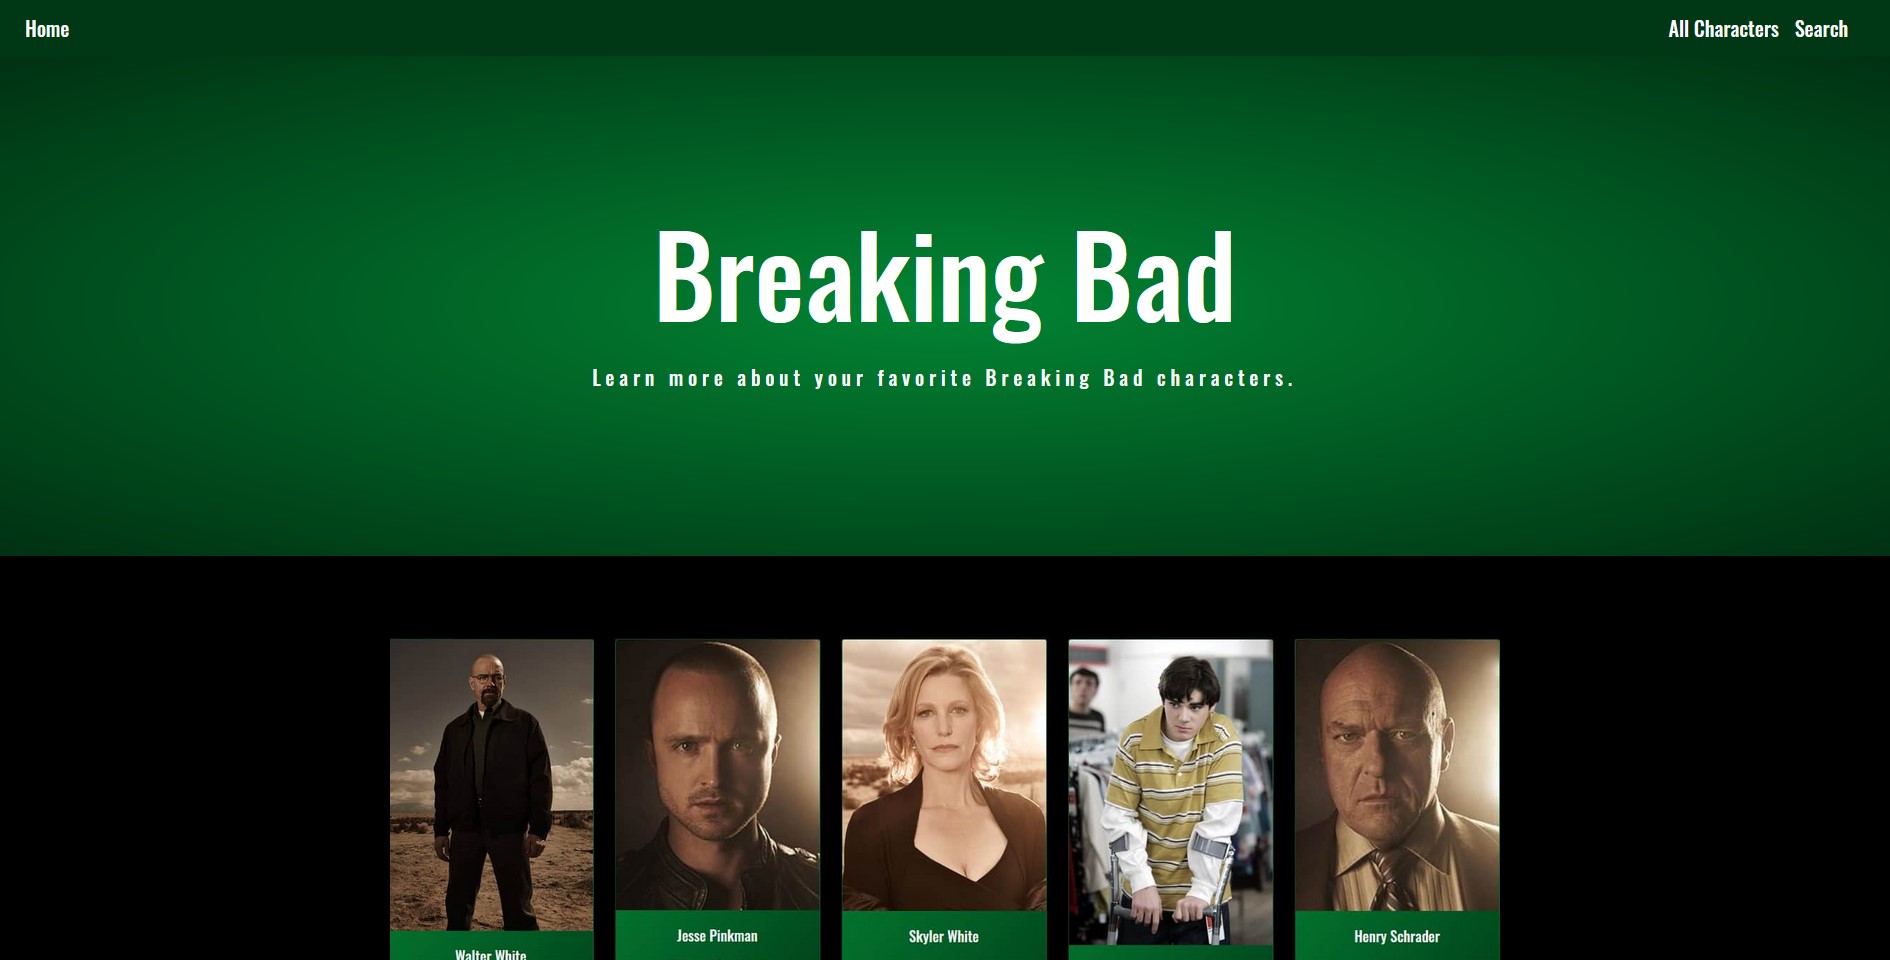 Home
All Characters
Search
Breaking Bad
Learn more about your favorite Breaking Bad characters.
Jesse Pinkman
Skyler White
Henry Schrader
Walter White